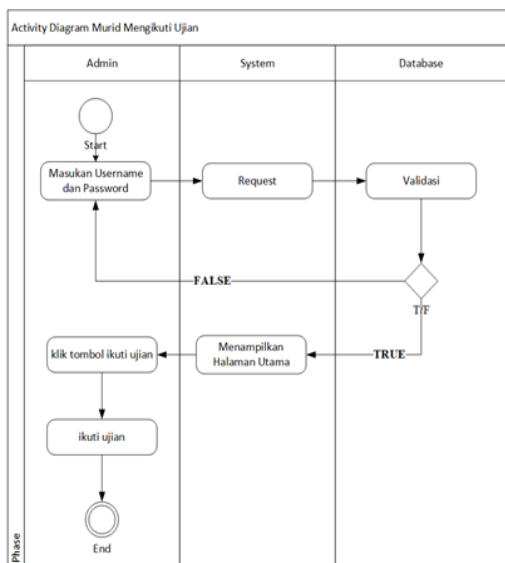 Activity Diagram Murid Mengikuti Ujian
Admin
System
Database
Start
Masukan Username
dan Password
Request
Validasi
FALSE
T/F
TRUE
klik tombol ikuti ujian
Menampilkan
Halaman Utama
ikuti ujian
End
Phase